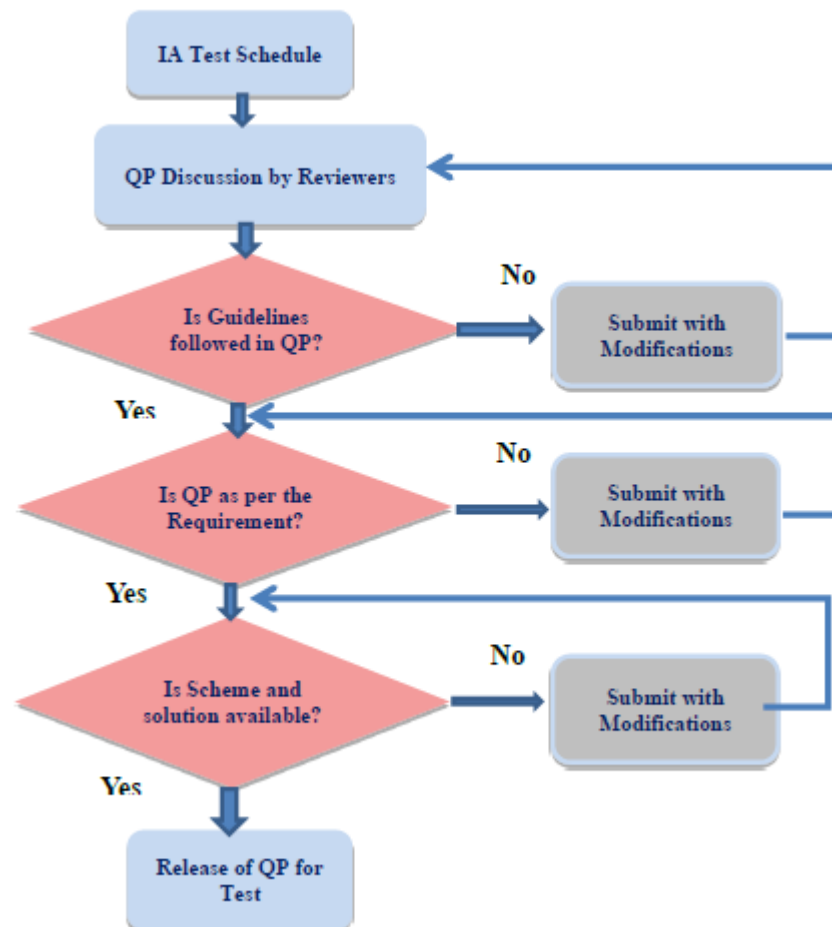 IA Test Schedule
QP Discussion by Reviewers
No
Is Guidelines
followed in QP?
Submit with
Modifications
Yes
No
Is QP as per the
Requirement?
Submit with
Modifications
Yes
No
Is Scheme and
solution available?
Submit with
Modifications
Yes
Release of QP for
Test